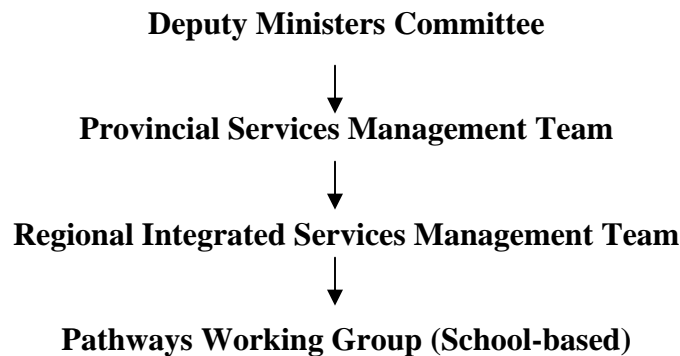 Deputy Ministers Committee
Provincial Services Management Team
Regional Integrated Services Management Team
Pathways Working Group (School-based)